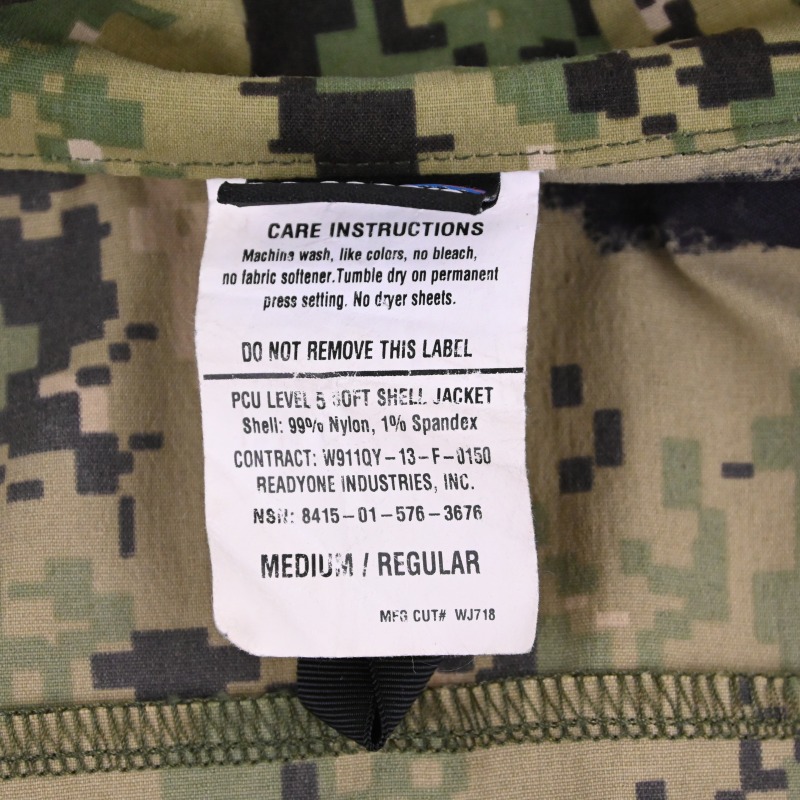 CARE INSTRUCTIONS
Machine wash, like colors, no bleach,
no fabric softener. Tumble dry on permanent
press setting. No dryer sheets.
DO NOT REMOVE THIS LABEL
PCU LEVEL 5 SOFT SHELL JACKET
Shell: 99% Nylon, 1% Spandex
CONTRACT: W911QY-13-F-0150
READYONE INDUSTRIES, INC.
NSN: 8415-01-576-3676
MEDIUM / REGULAR
MFG CUT# WJ718